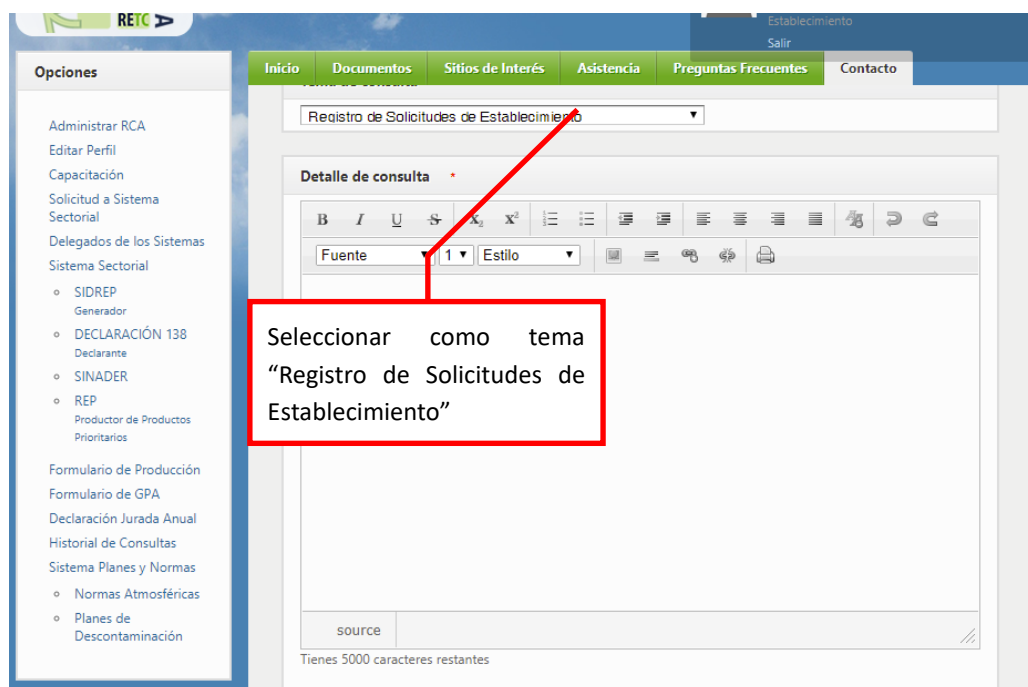 RETC
Establecimiento
Salir
Opciones
Inicio Documentos Sitios de Interés Asistencia Preguntas Frecuentes Contacto
Administrar RCA
Editar Perfil
Capacitación
Solicitud a Sistema
Sectorial
Delegados de los Sistemas
Sistema Sectorial
SIDREP
Generador
DECLARACIÓN 138
Declarante
SINADER
REP
Productor de Productos
Prioritarios
Formulario de Producción
Formulario de GPA
Declaración Jurada Anual
Historial de Consultas
Sistema Planes y Normas
Normas Atmosféricas
Planes de
Descontaminación
Registro de Solicitudes de Establecimiento
Detalle de consulta *
B I U S X₂ x²
Fuente 1 Estilo
Seleccionar como tema
“Registro de Solicitudes de
Establecimiento”
source
Tienes 5000 caracteres restantes